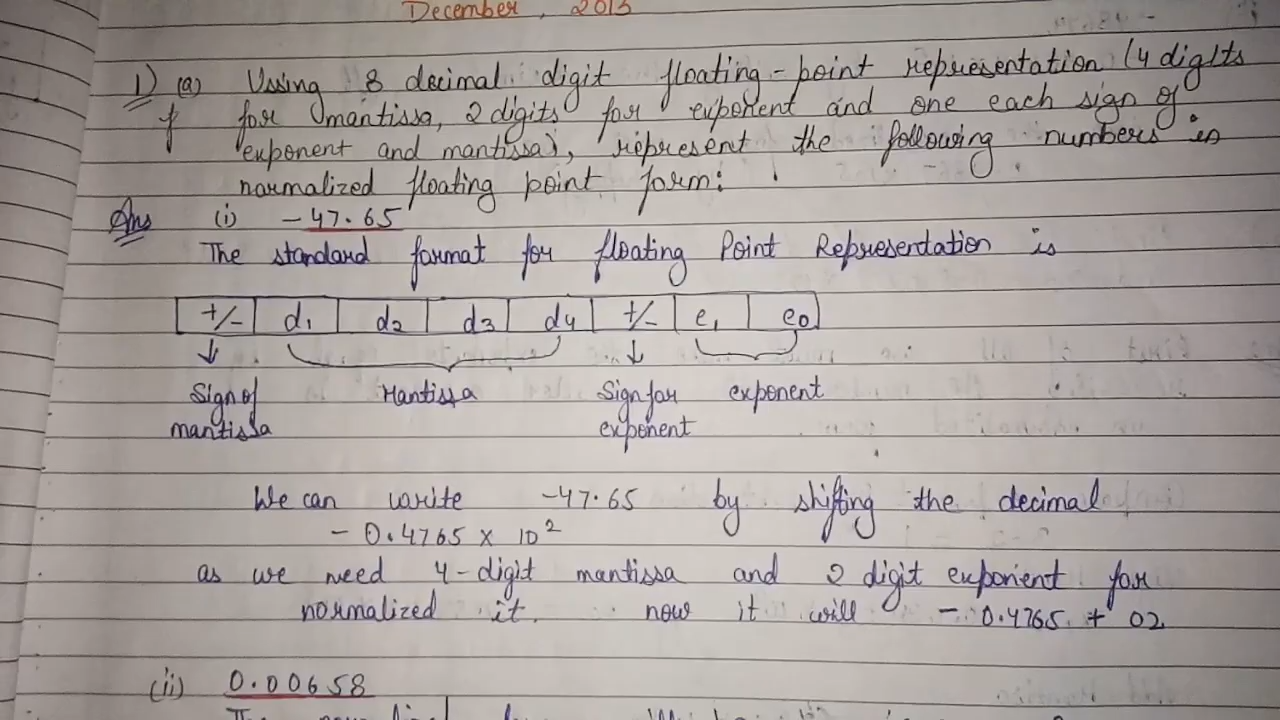 December, 2013
1) (a) Using 8 decimal digit floating-point representation (4 digits
for mantissa, 2 digits for exponent and one each sign of
exponent and mantissa), represent the following numbers is
normalized floating point form:
Ans (i) -47.65
The standard format for floating Point Representation is
+/- d1 d2 d3 d4 +/- e1 e0
Sign of Mantissa Sign for exponent
mantissa exponent
We can write -47.65 by shifting the decimal
- 0.4765 × 10²
as we need 4-digit mantissa and 2 digit exponent for
normalized it. now it will - 0.4765 + 02
(ii) 0.00658